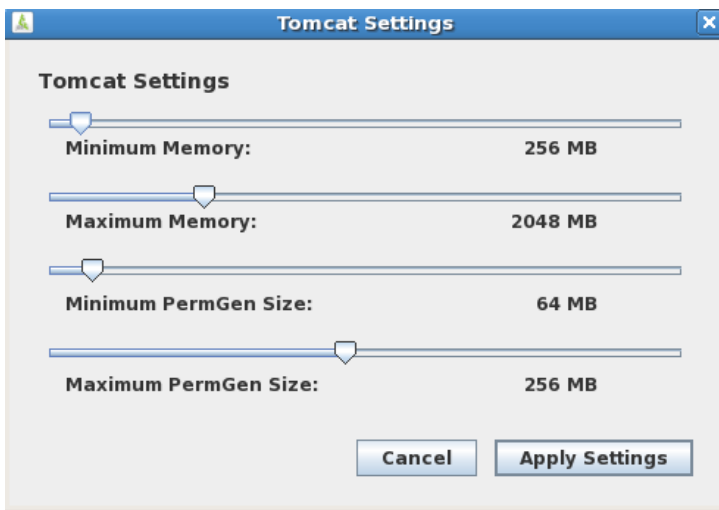 Tomcat Settings
Tomcat Settings
Minimum Memory: 256 MB
Maximum Memory: 2048 MB
Minimum PermGen Size: 64 MB
Maximum PermGen Size: 256 MB
Cancel Apply Settings